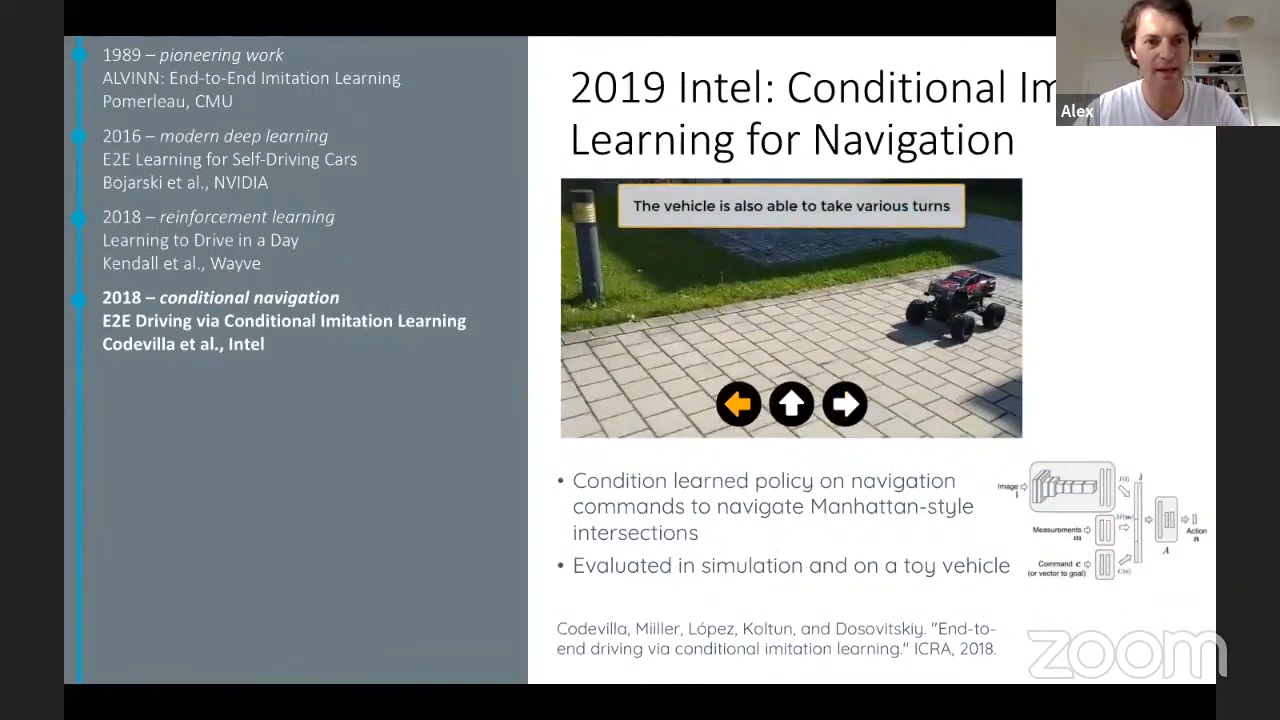 1989 – pioneering work
ALVINN: End-to-End Imitation Learning
Pomerleau, CMU
2016 – modern deep learning
E2E Learning for Self-Driving Cars
Bojarski et al., NVIDIA
2018 – reinforcement learning
Learning to Drive in a Day
Kendall et al., Wayve
2018 – conditional navigation
E2E Driving via Conditional Imitation Learning
Codevilla et al., Intel
2019 Intel: Conditional Im
Learning for Navigation
Alex
The vehicle is also able to take various turns
• Condition learned policy on navigation
commands to navigate Manhattan-style
intersections
• Evaluated in simulation and on a toy vehicle
Image
i
I(i)
j
Measurements
m
M(m)
Action
a
A
Command c
(or vector to goal)
C(c)
Codevilla, Miiller, López, Koltun, and Dosovitskiy. "End-to-
end driving via conditional imitation learning." ICRA, 2018.
zoom